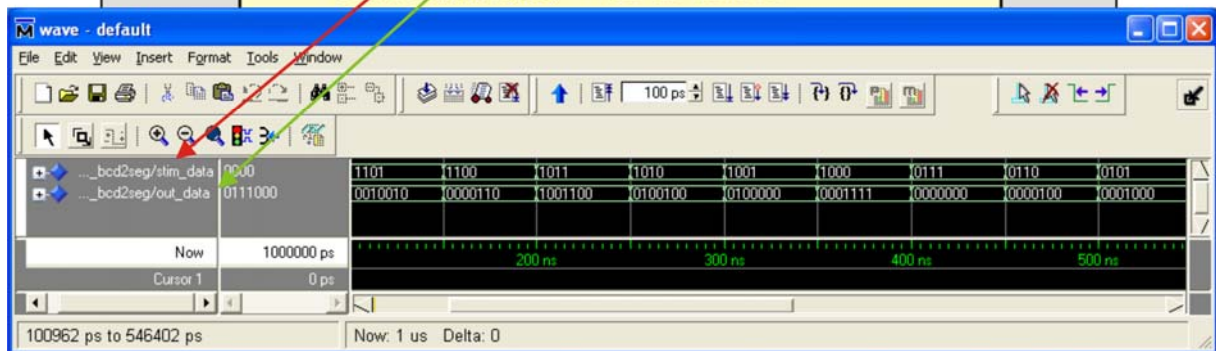 wave - default
File Edit View Insert Format Tools Window
100 ps
..._bcd2seg/stim_data 0000 1101 1100 1011 1010 1001 1000 0111 0110 0101
..._bcd2seg/out_data 0111000 0010010 0000110 1001100 0100100 0100000 0001111 0000000 0000100 0001000
Now 1000000 ps
200 ns 300 ns 400 ns 500 ns
Cursor 1 0 ps
100962 ps to 546402 ps Now: 1 us Delta: 0